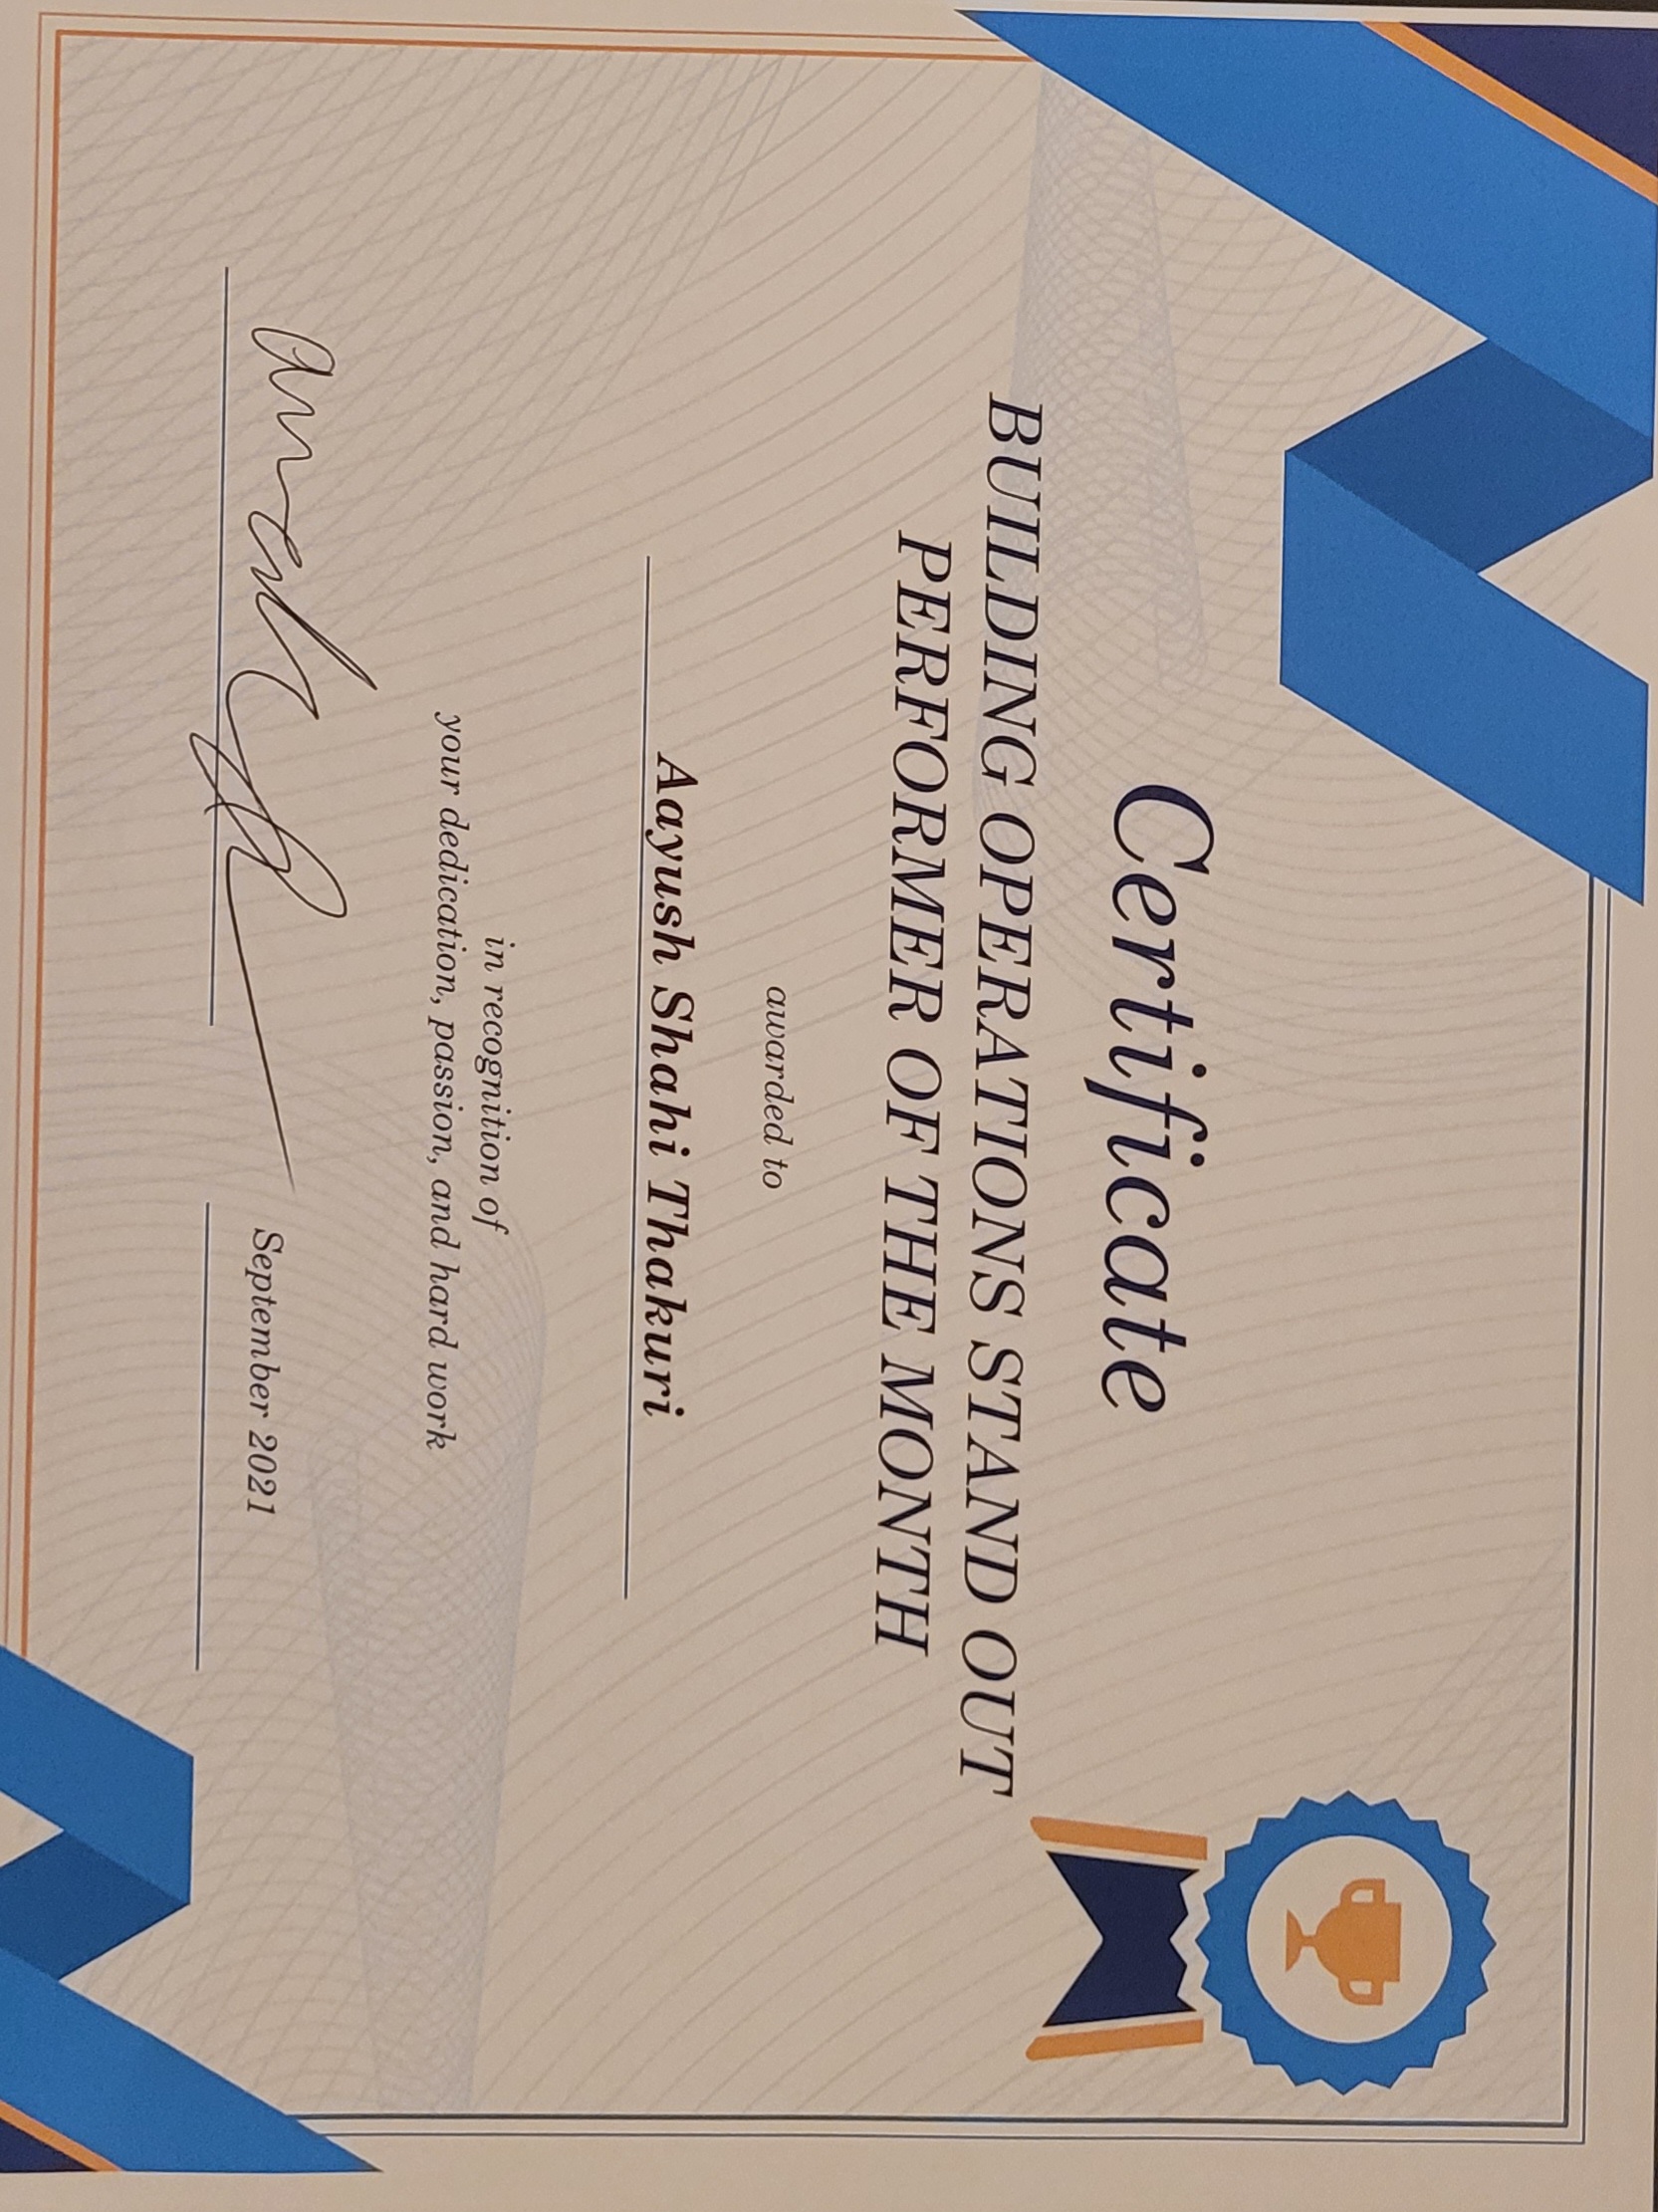 Certificate
BUILDING OPERATIONS STAND OUT
PERFORMER OF THE MONTH
awarded to
Aayush Shahi Thakuri
in recognition of
your dedication, passion, and hard work
September 2021